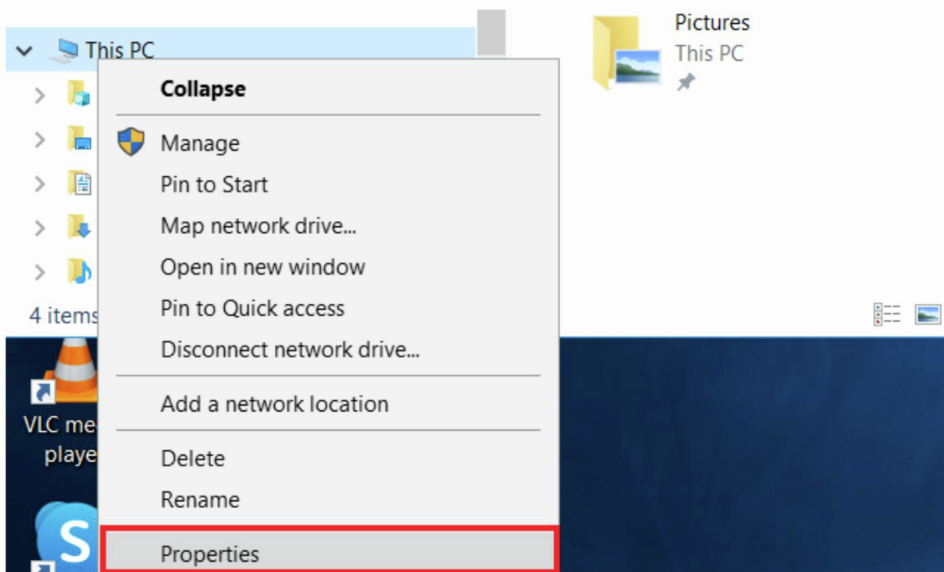 This PC
Pictures
This PC
Collapse
Manage
Pin to Start
Map network drive...
Open in new window
Pin to Quick access
Disconnect network drive...
Add a network location
Delete
Rename
Properties
4 items
VLC me
playe
S